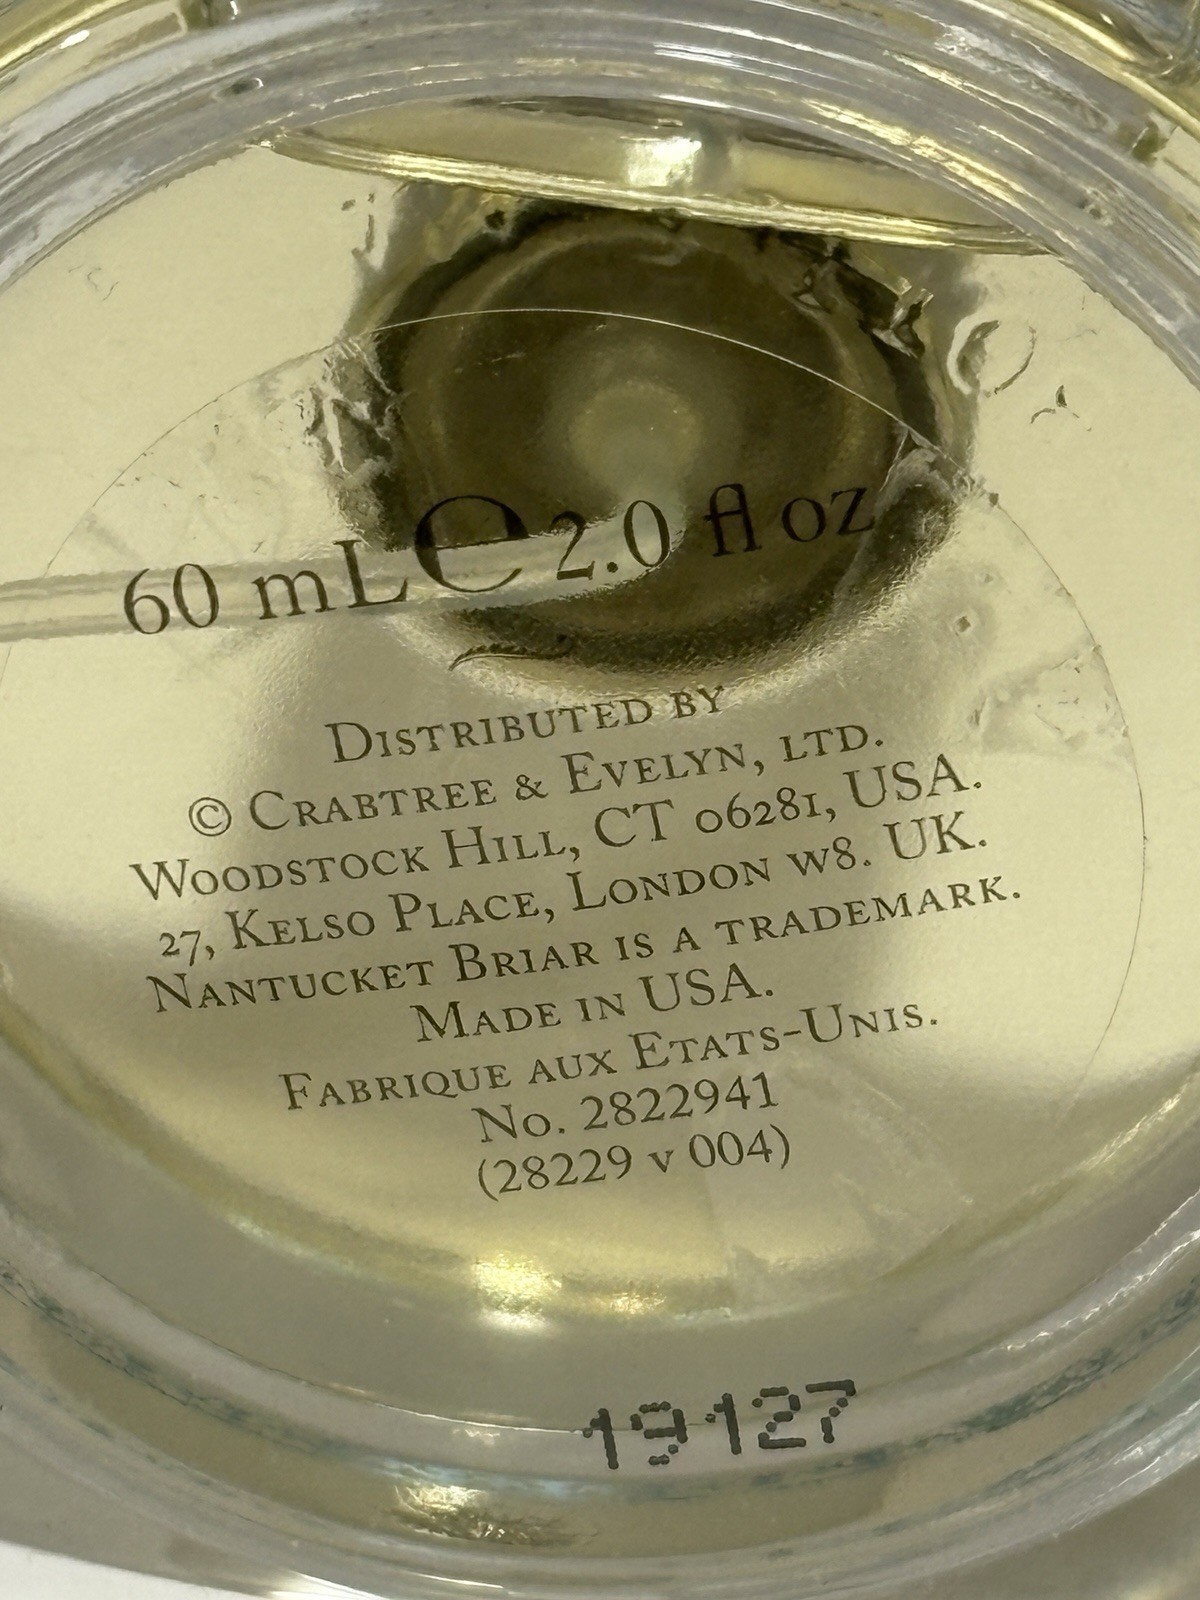 60 mL e 2.0 fl oz
Distributed by
© Crabtree & Evelyn, Ltd.
Woodstock Hill, CT 06281, USA.
27, Kelso Place, London w8. UK.
Nantucket Briar is a trademark.
Made in USA.
Fabrique aux Etats-Unis.
No. 2822941
(28229 v 004)
19127